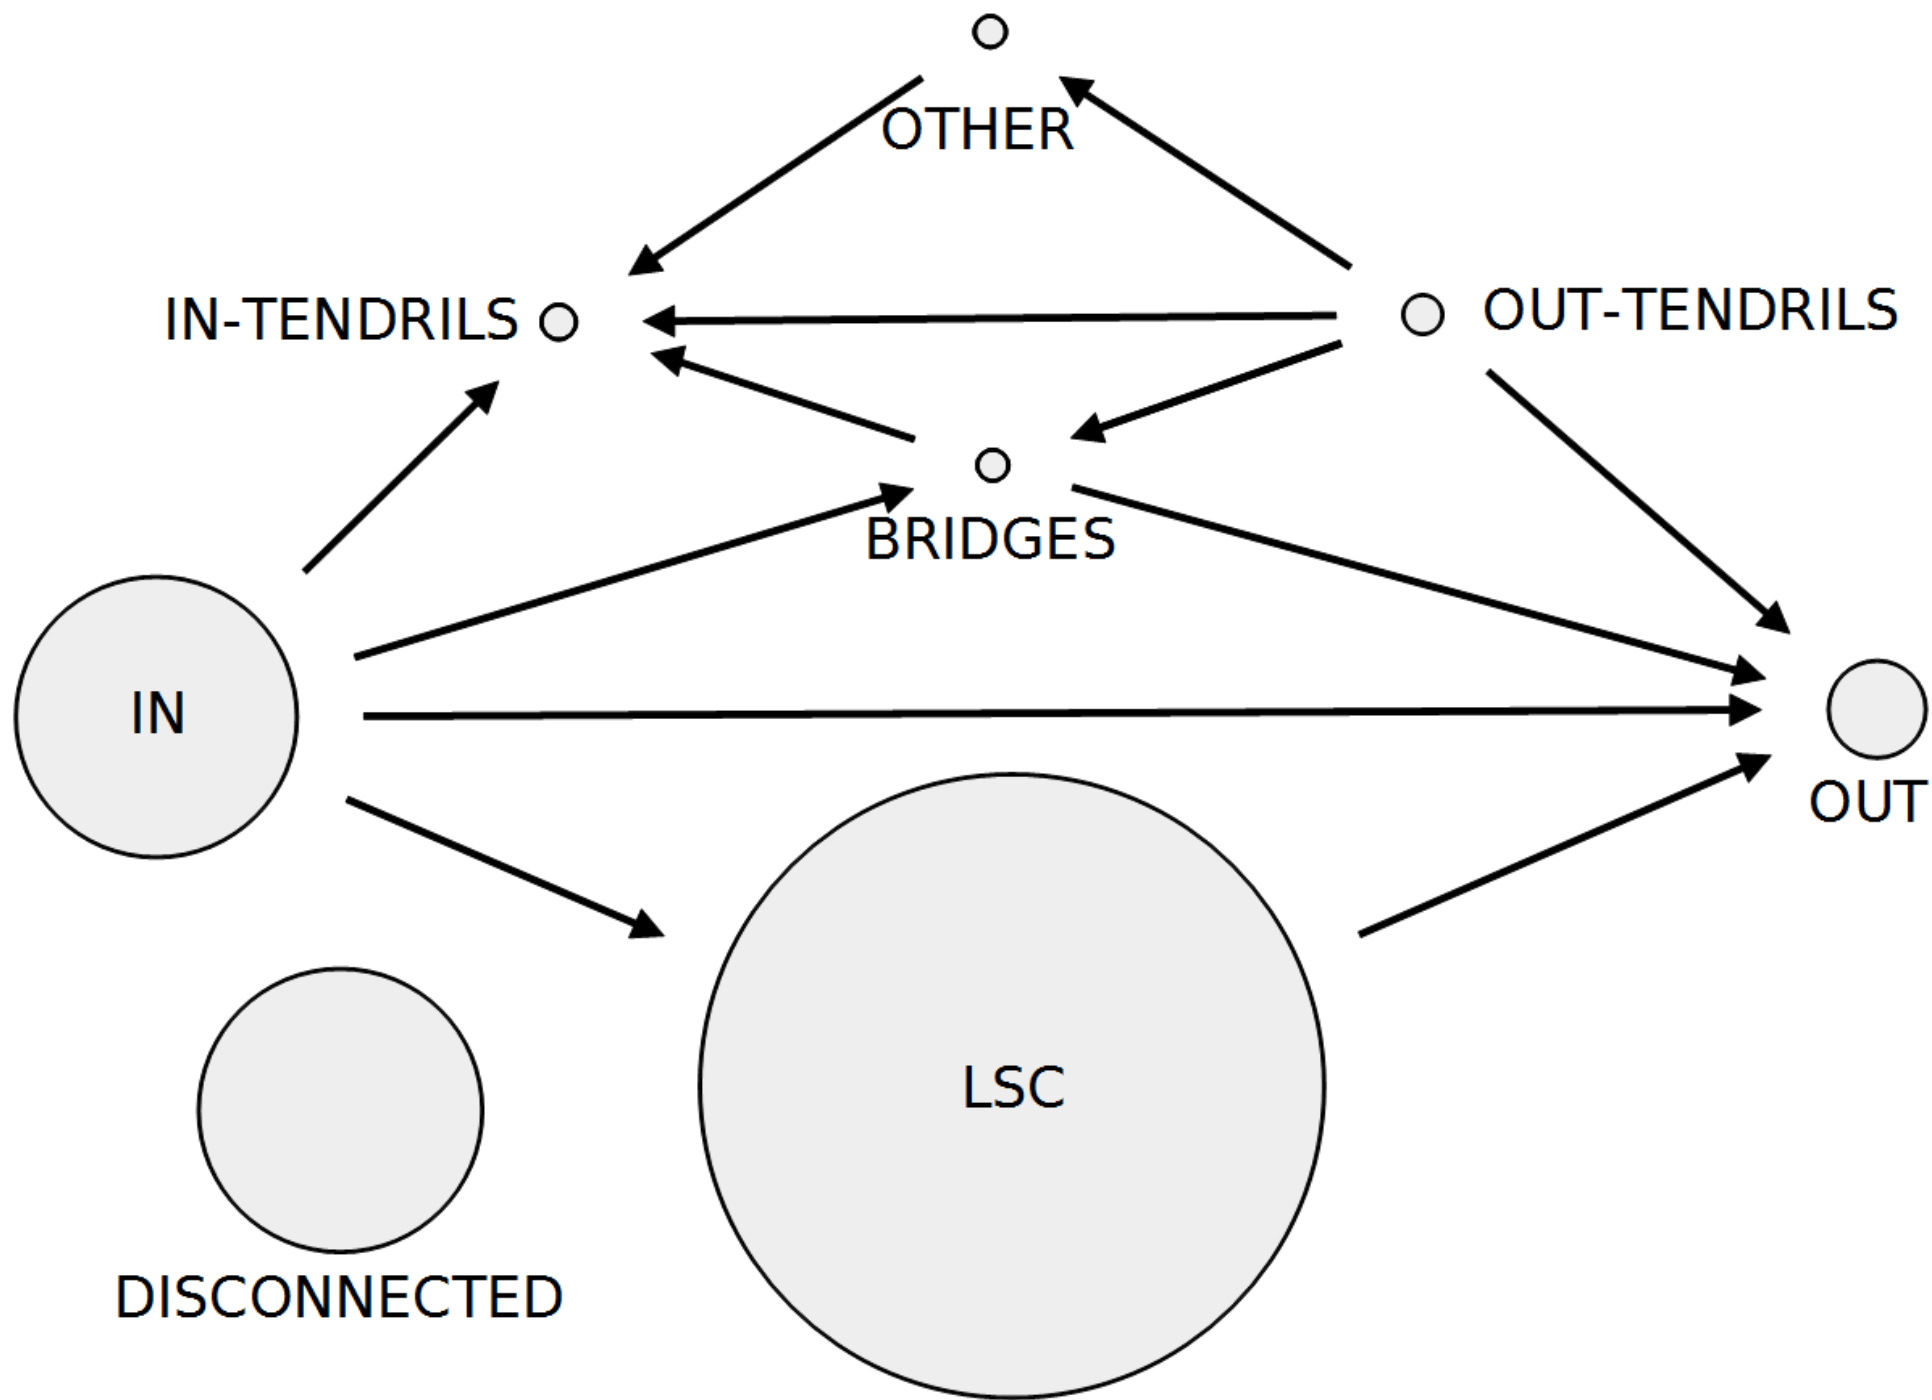 OTHER
IN-TENDRILS
OUT-TENDRILS
BRIDGES
IN
OUT
LSC
DISCONNECTED